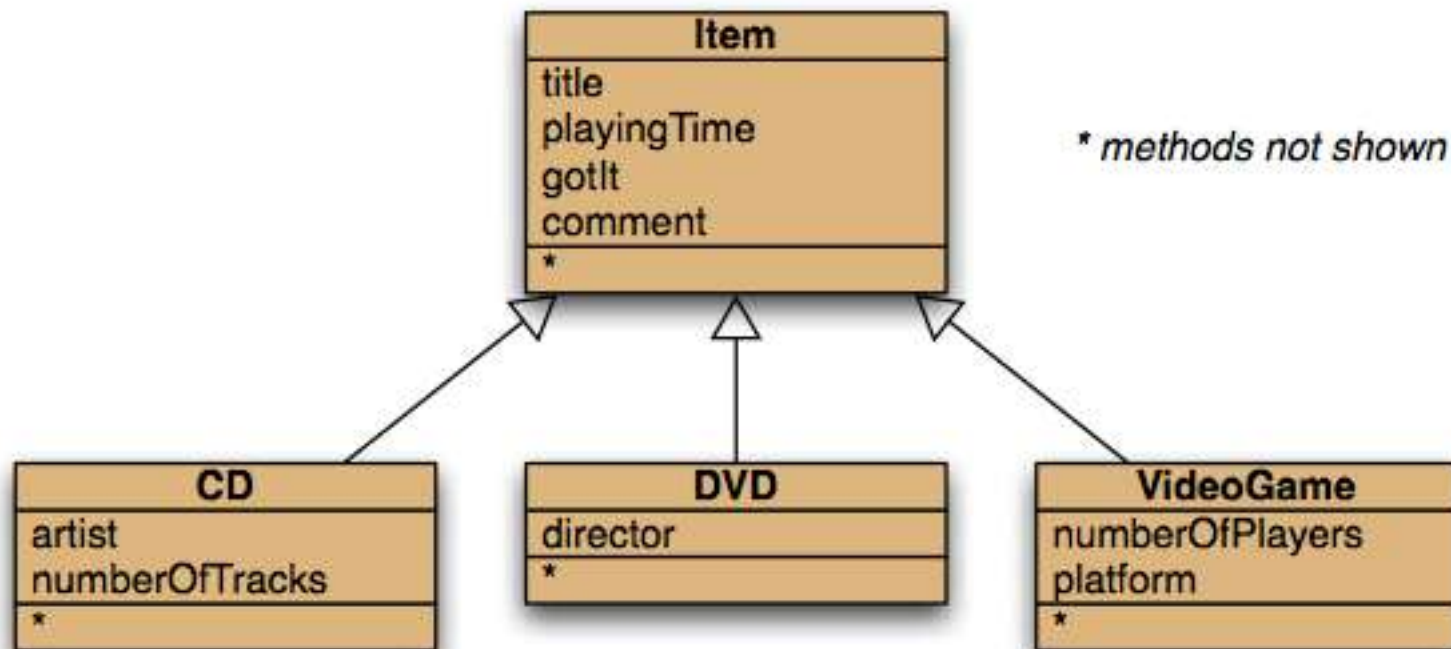 Item
title
playingTime
gotIt
comment
*
* methods not shown
CD
artist
numberOfTracks
*
DVD
director
*
VideoGame
numberOfPlayers
platform
*